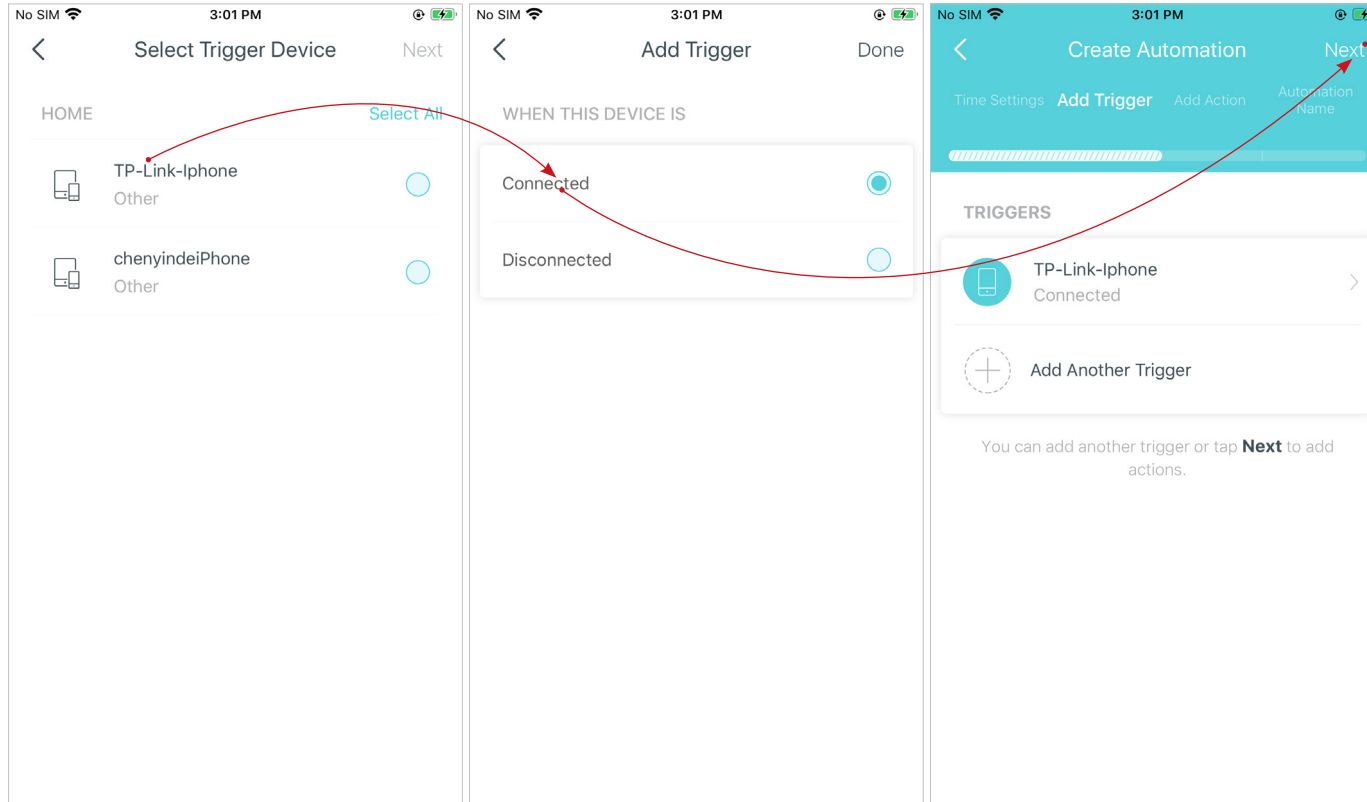 No SIM 3:01 PM
Select Trigger Device Next
HOME Select All
TP-Link-Iphone
Other
chenyindeiPhone
Other
No SIM 3:01 PM
Add Trigger Done
WHEN THIS DEVICE IS
Connected
Disconnected
No SIM 3:01 PM
Create Automation Next
Time Settings Add Trigger Add Action Automation
Name
TRIGGERS
TP-Link-Iphone
Connected
Add Another Trigger
You can add another trigger or tap Next to add
actions.